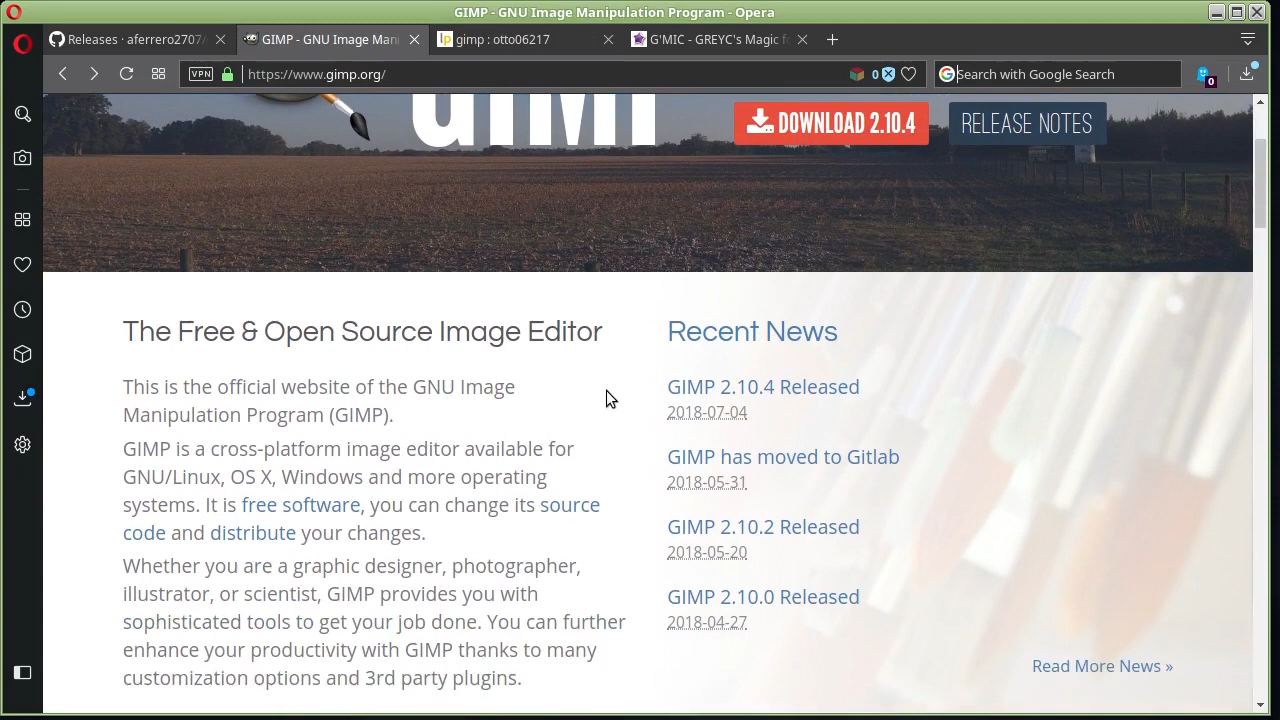 GIMP - GNU Image Manipulation Program - Opera
Releases · aferrero2707/
GIMP - GNU Image Man
lp gimp : otto06217
G'MIC - GREYC's Magic f
VPN
https://www.gimp.org/
0
Search with Google Search
0
GIMP
DOWNLOAD 2.10.4
RELEASE NOTES
The Free & Open Source Image Editor
This is the official website of the GNU Image
Manipulation Program (GIMP).
GIMP is a cross-platform image editor available for
GNU/Linux, OS X, Windows and more operating
systems. It is free software, you can change its source
code and distribute your changes.
Whether you are a graphic designer, photographer,
illustrator, or scientist, GIMP provides you with
sophisticated tools to get your job done. You can further
enhance your productivity with GIMP thanks to many
customization options and 3rd party plugins.
Recent News
GIMP 2.10.4 Released
2018-07-04
GIMP has moved to Gitlab
2018-05-31
GIMP 2.10.2 Released
2018-05-20
GIMP 2.10.0 Released
2018-04-27
Read More News »